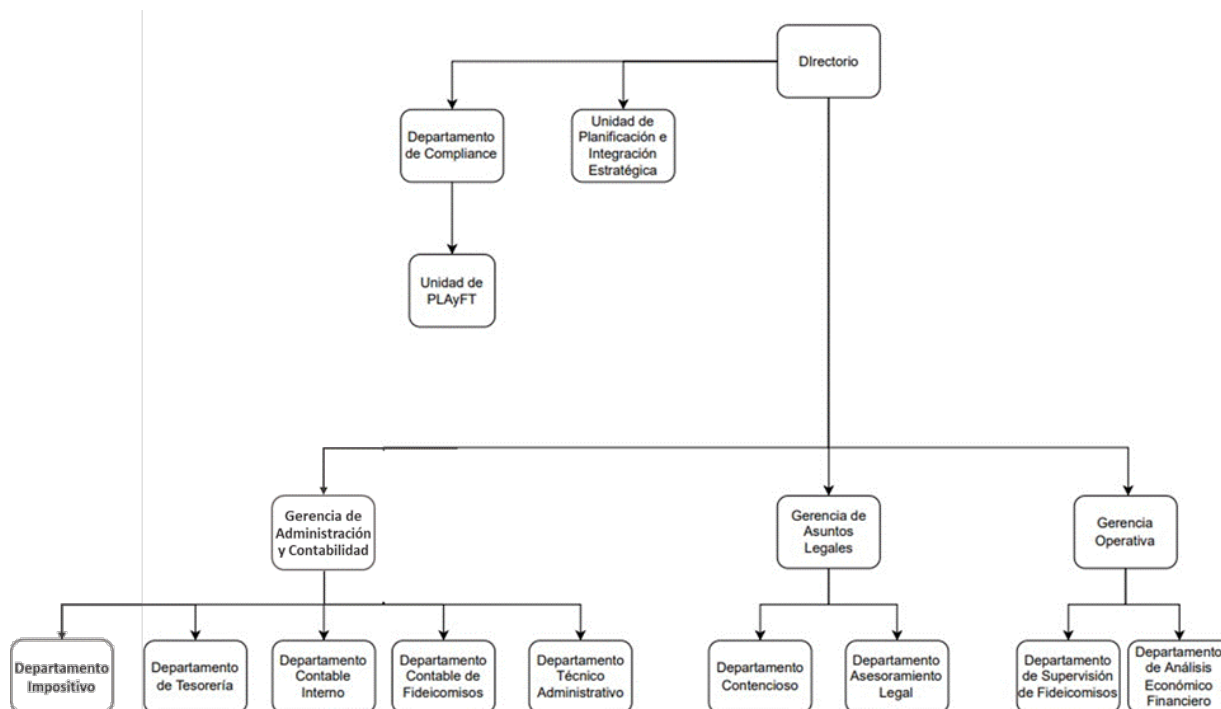 DIrectorio
Departamento
de Compliance
Unidad de
Planificación e
Integración
Estratégica
Unidad de
PLAyFT
Gerencia de
Administración
y Contabilidad
Gerencia de
Asuntos
Legales
Gerencia
Operativa
Departamento
Impositivo
Departamento
de Tesorería
Departamento
Contable
Interno
Departamento
Contable de
Fideicomisos
Departamento
Técnico
Administrativo
Departamento
Contencioso
Departamento
Asesoramiento
Legal
Departamento
de Supervisión
de Fideicomisos
Departamento
de Análisis
Económico
Financiero